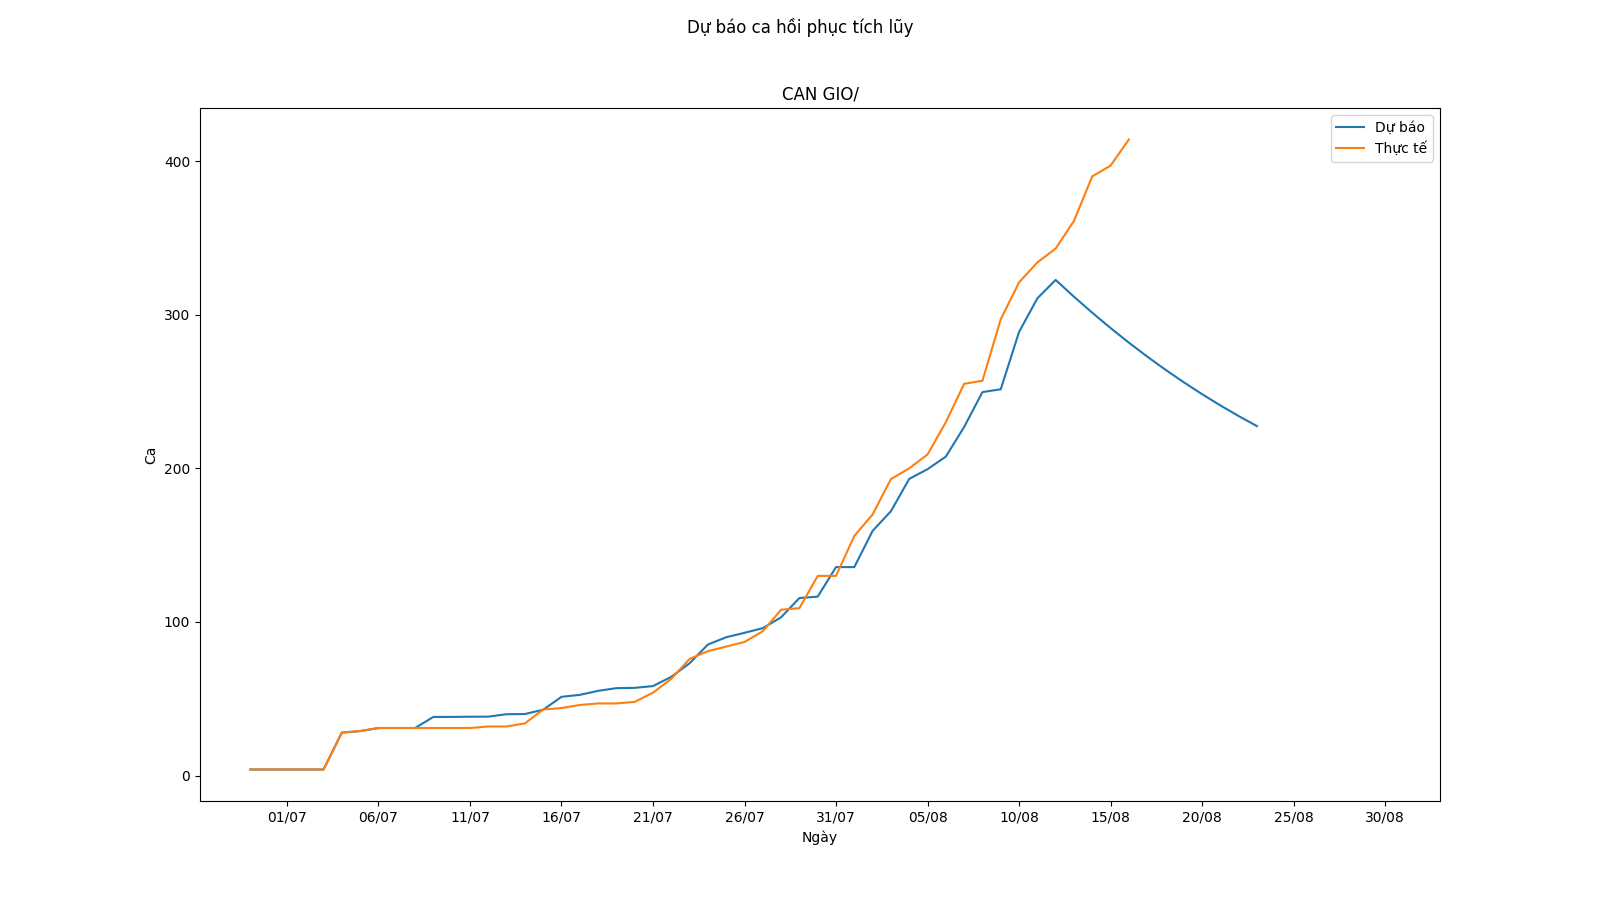 Dự báo ca hồi phục tích lũy
CAN GIO/
Dự báo
Thực tế
400
300
200
100
0
Ca
01/07 06/07 11/07 16/07 21/07 26/07 31/07 05/08 10/08 15/08 20/08 25/08 30/08
Ngày